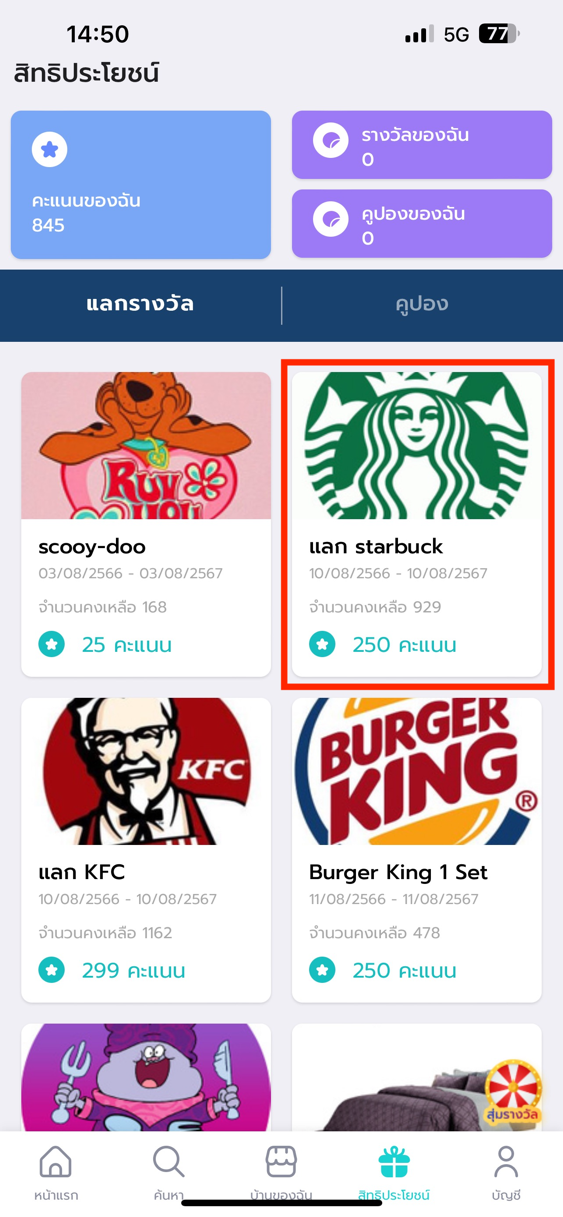 14:50
5G
77
สิทธิประโยชน์
คะแนนของฉัน
845
รางวัลของฉัน
0
คูปองของฉัน
0
แลกรางวัล
คูปอง
RUV
YOU
scooy-doo
03/08/2566 - 03/08/2567
จำนวนคงเหลือ 168
25 คะแนน
แลก starbuck
10/08/2566 - 10/08/2567
จำนวนคงเหลือ 929
250 คะแนน
KFC
แลก KFC
10/08/2566 - 10/08/2567
จำนวนคงเหลือ 1162
299 คะแนน
BURGER
KING
®
Burger King 1 Set
11/08/2566 - 11/08/2567
จำนวนคงเหลือ 478
250 คะแนน
สุ่มรางวัล
หน้าแรก
ค้นหา
บ้านของฉัน
สิทธิประโยชน์
บัญชี